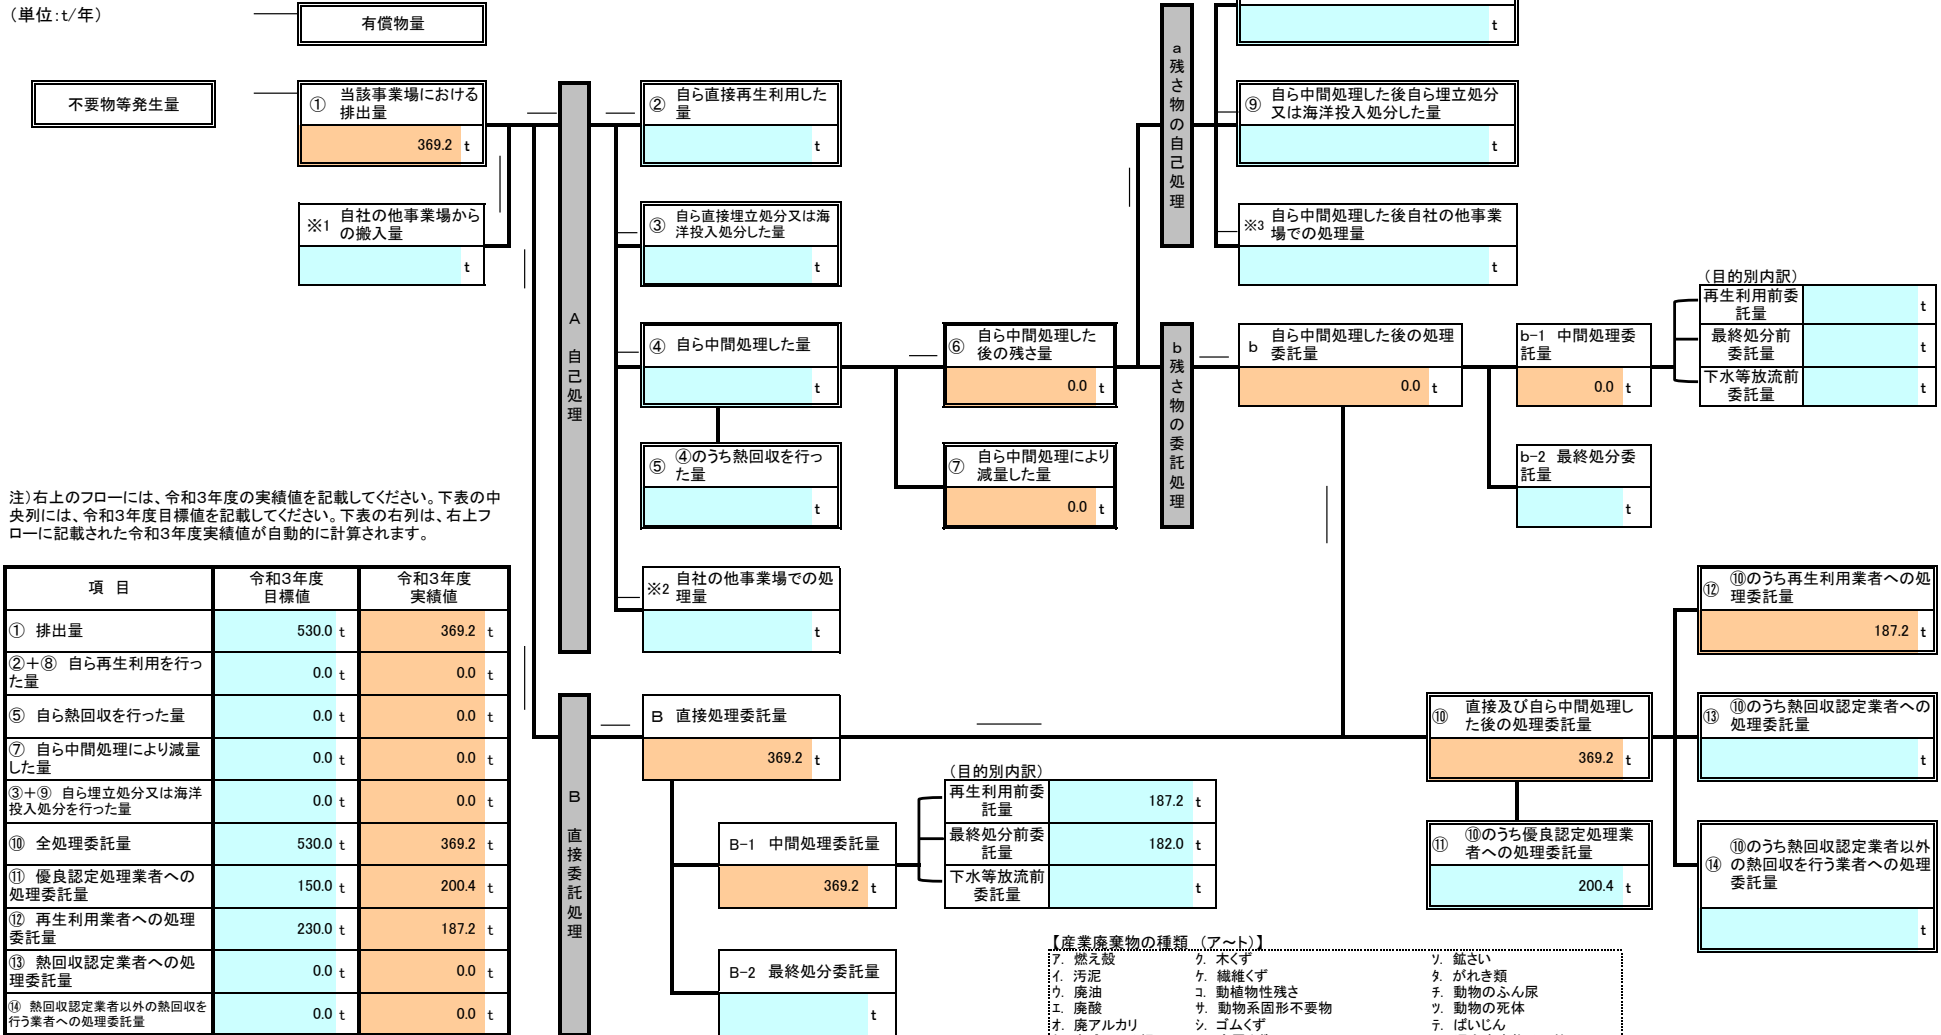 (単位:t/年)
有償物量
t
不要物等発生量
① 当該事業場における
排出量
369.2 t
※1 自社の他事業場から
の搬入量
t
A 自己処理
② 自ら直接再生利用した
量
t
③ 自ら直接埋立処分又は海
洋投入処分した量
t
④ 自ら中間処理した量
t
⑤ ④のうち熱回収を行っ
た量
t
※2 自社の他事業場での処
理量
t
⑥ 自ら中間処理した
後の残さ量
0.0 t
⑦ 自ら中間処理により
減量した量
0.0 t
a 残さ物の自己処理
⑨ 自ら中間処理した後自ら埋立処分
又は海洋投入処分した量
t
※3 自ら中間処理した後自社の他事業
場での処理量
t
b 残さ物の委託処理
b 自ら中間処理した後の処理
委託量
0.0 t
b-1 中間処理委
託量
0.0 t
b-2 最終処分委
託量
t
(目的別内訳)
再生利用前委
託量
t
最終処分前
委託量
t
下水等放流前
委託量
t
注)右上のフローには、令和3年度の実績値を記載してください。下表の中
央列には、令和3年度目標値を記載してください。下表の右列は、右上フ
ローに記載された令和3年度実績値が自動的に計算されます。
項 目 令和3年度
目標値 令和3年度
実績値
① 排出量 530.0 t 369.2 t
②+⑧ 自ら再生利用を行っ
た量 0.0 t 0.0 t
⑤ 自ら熱回収を行った量 0.0 t 0.0 t
⑦ 自ら中間処理により減量
した量 0.0 t 0.0 t
③+⑨ 自ら埋立処分又は海洋
投入処分を行った量 0.0 t 0.0 t
⑩ 全処理委託量 530.0 t 369.2 t
⑪ 優良認定処理業者への
処理委託量 150.0 t 200.4 t
⑫ 再生利用業者への処理
委託量 230.0 t 187.2 t
⑬ 熱回収認定業者への処
理委託量 0.0 t 0.0 t
⑭ 熱回収認定業者以外の熱回収を
行う業者への処理委託量 0.0 t 0.0 t
B 直接委託処理
B 直接処理委託量
369.2 t
B-1 中間処理委託量
369.2 t
B-2 最終処分委託量
t
(目的別内訳)
再生利用前委
託量
187.2 t
最終処分前委
託量
182.0 t
下水等放流前
委託量
t
⑩ 直接及び自ら中間処理し
た後の処理委託量
369.2 t
⑪ ⑩のうち優良認定処理業
者への処理委託量
200.4 t
⑫ ⑩のうち再生利用業者への処
理委託量
187.2 t
⑬ ⑩のうち熱回収認定業者への
処理委託量
t
⑭ ⑩のうち熱回収認定業者以外
の熱回収を行う業者への処理
委託量
t
【産業廃棄物の種類 (ア～ト)】
ア. 燃え殻 ク. 木くず ソ. 鉱さい
イ. 汚泥 ケ. 繊維くず タ. がれき類
ウ. 廃油 コ. 動植物性残さ チ. 動物のふん尿
エ. 廃酸 サ. 動物系固形不要物 ツ. 動物の死体
オ. 廃アルカリ シ. ゴムくず テ. ばいじん